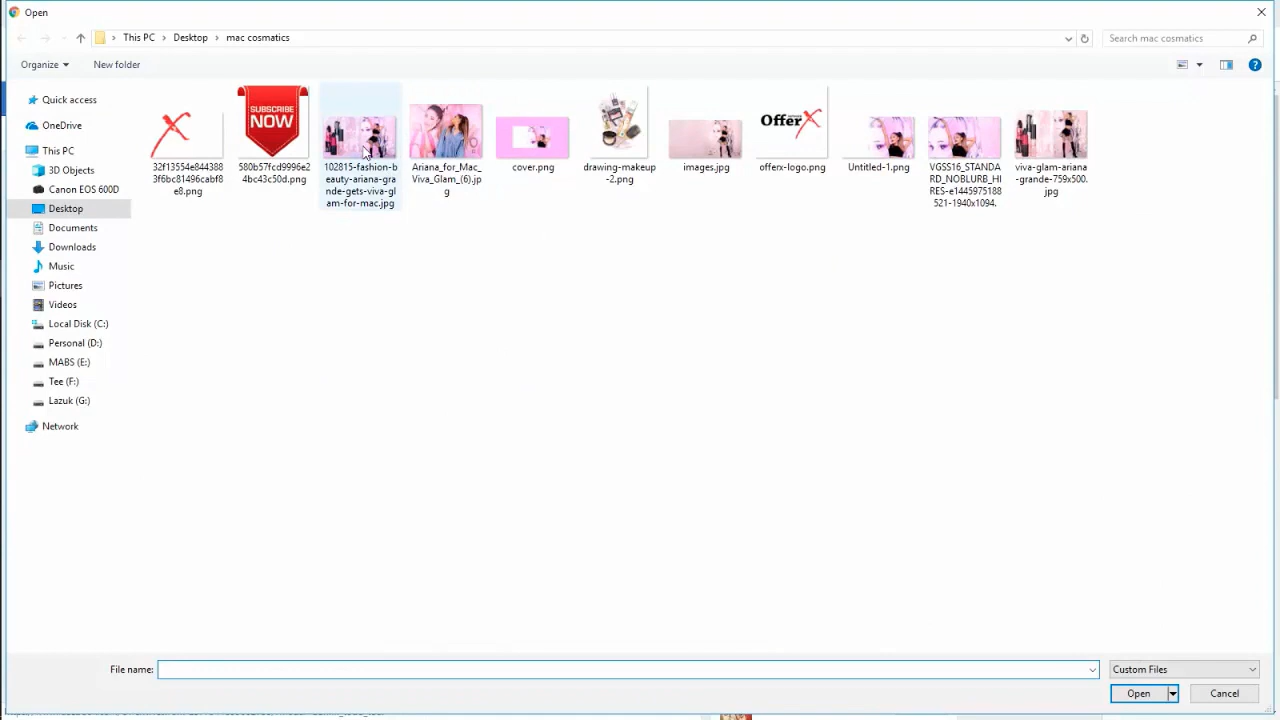 Open
This PC
Desktop
mac cosmatics
Search mac cosmatics
Organize
New folder
Quick access
OneDrive
This PC
3D Objects
Canon EOS 600D
Desktop
Documents
Downloads
Music
Pictures
Videos
Local Disk (C:)
Personal (D:)
MABS (E:)
Tee (F:)
Lazuk (G:)
Network
SUBSCRIBE
NOW
OfferX
32f13554e844388
3f6bc81496cabf8
e8.png
580b57fcd9996e2
4bc43c50d.png
102815-fashion-b
eauty-ariana-gra
nde-gets-viva-gl
am-for-mac.jpg
Ariana_for_Mac_
Viva_Glam_(6).jp
g
cover.png
drawing-makeup
-2.png
images.jpg
offerx-logo.png
Untitled-1.png
VGSS16_STANDA
RD_NOBLURB_HI
RES-e1445975188
521-1940x1094.
viva-glam-ariana
-grande-759x500.
jpg
File name:
Custom Files
Open
Cancel